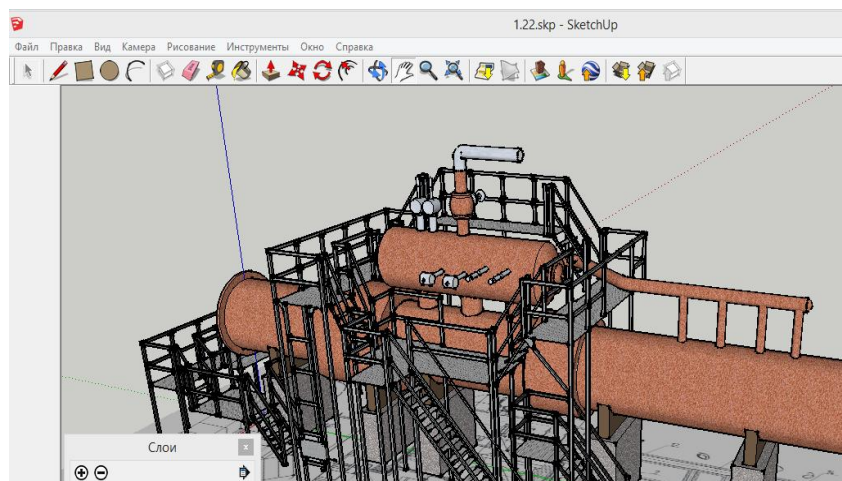 1.22.skp - SketchUp
Файл Правка Вид Камера Рисование Инструменты Окно Справка
Слои